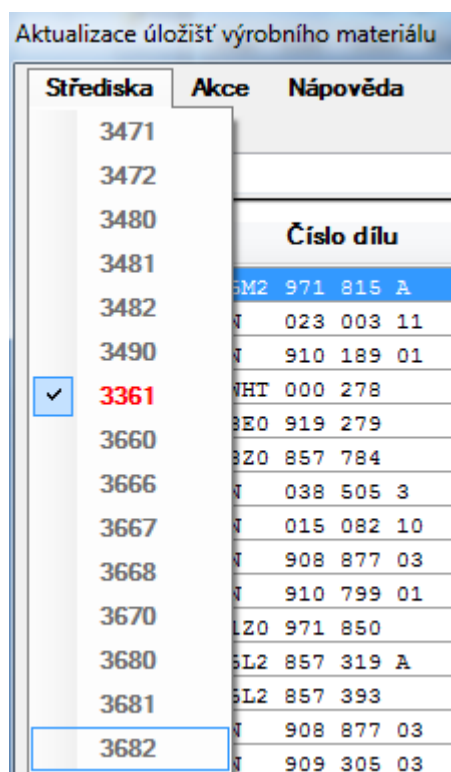 Aktualizace úložišť výrobního materiálu
Střediska Akce Nápověda
3471
3472
3480
3481
3482
3490
3361
3660
3666
3667
3668
3670
3680
3681
3682
Číslo dílu
971 815 A
023 003 11
910 189 01
000 278
919 279
857 784
038 505 3
015 082 10
908 877 03
910 799 01
971 850
857 319 A
857 393
908 877 03
909 305 03